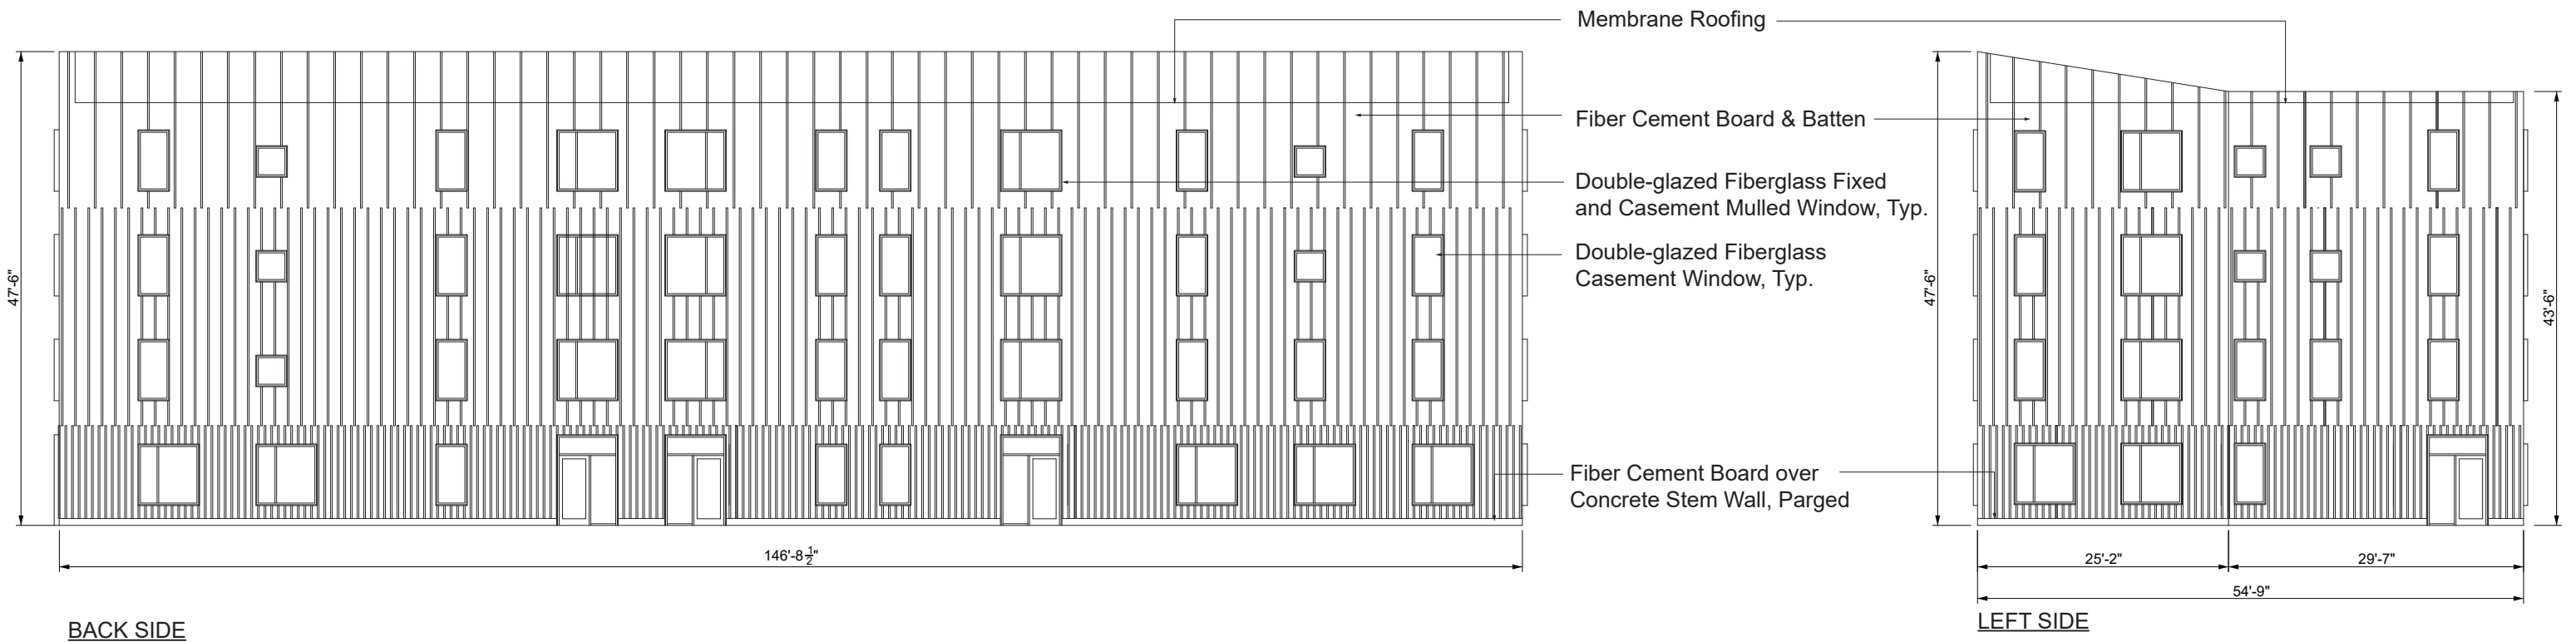 Membrane Roofing
Fiber Cement Board & Batten
Double-glazed Fiberglass Fixed
and Casement Mulled Window, Typ.
Double-glazed Fiberglass
Casement Window, Typ.
Fiber Cement Board over
Concrete Stem Wall, Parged
47'-6"
146'-8 1/2"
BACK SIDE
47'-6"
43'-6"
25'-2"
29'-7"
54'-9"
LEFT SIDE